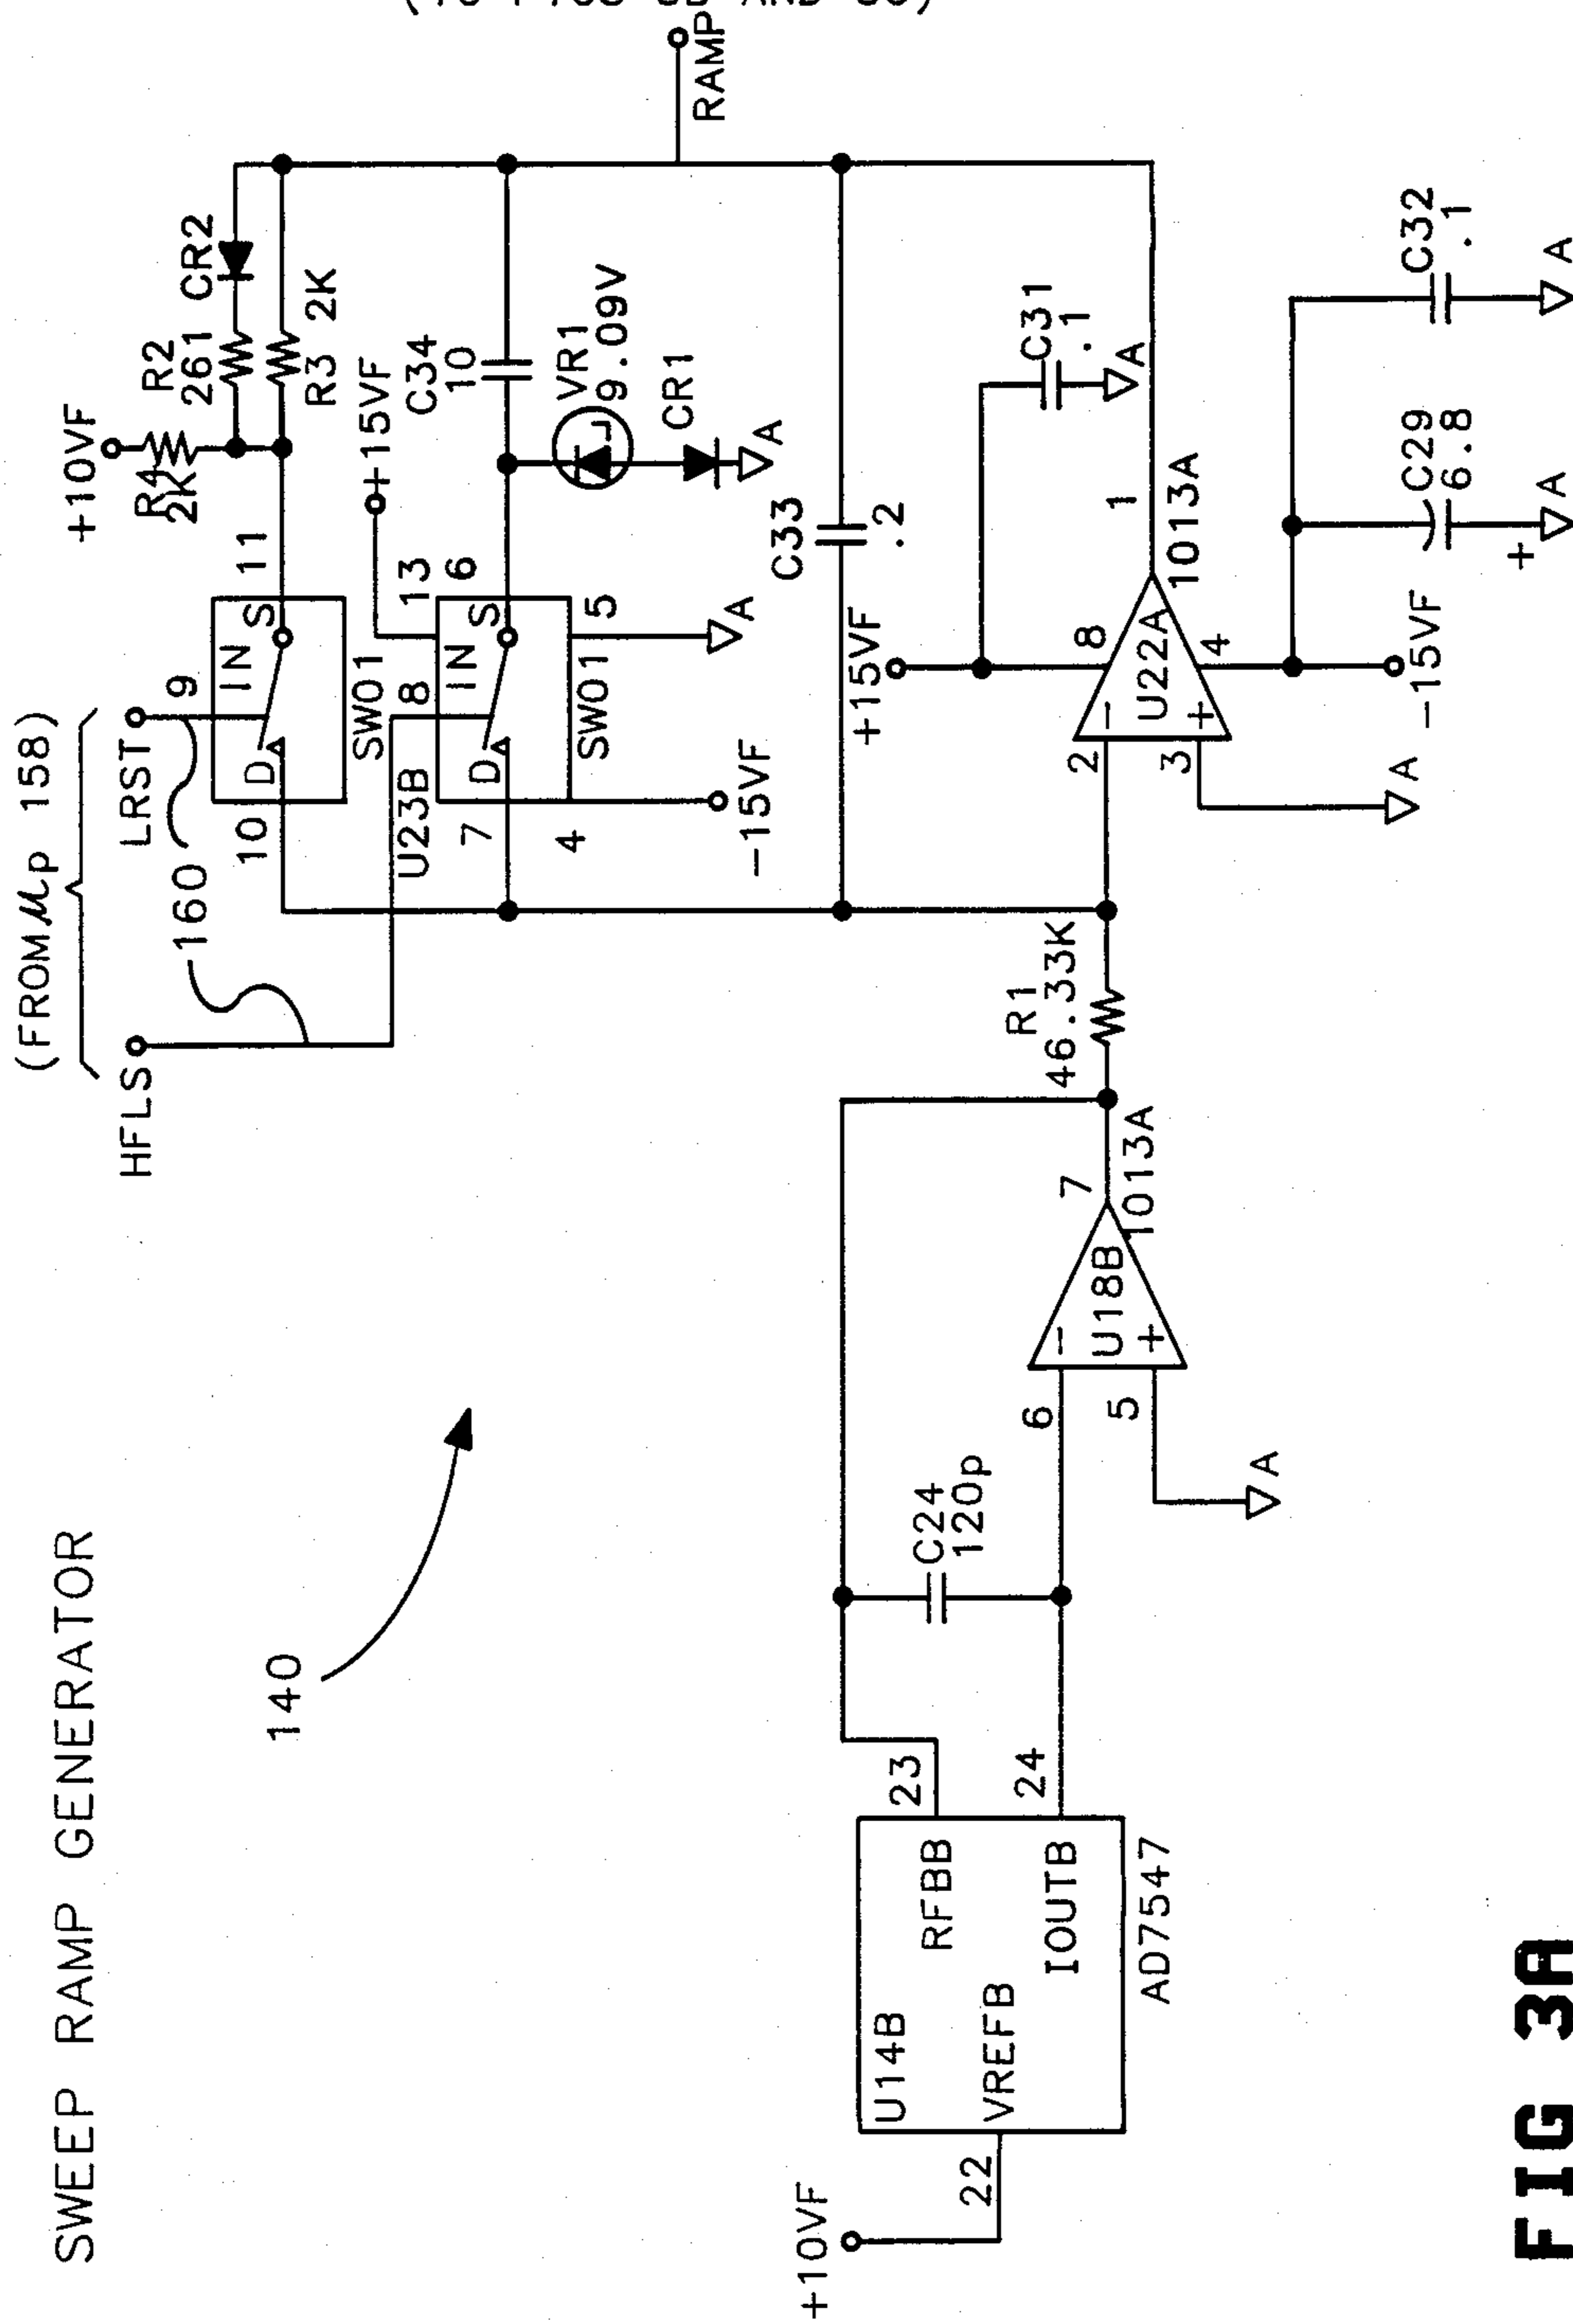 SWEEP RAMP GENERATOR
140
(FROM μp 158)
HFLS
LRST
160
9
10
IN
D
S
11
SW01
+10VF
R4
2K
R2
261
CR2
R3
2K
+15VF
13
8
U23B
IN
D
S
7
6
4
5
SW01
A
-15VF
C34
10
VR1
9.09V
CR1
A
RAMP
C33
.2
+15VF
C31
.1
A
8
2
3
U22A
-
+
1
1013A
4
A
-15VF
C29
6.8
+
A
C32
.1
A
R1
46.33K
7
1013A
U18B
-
+
6
5
A
C24
120p
23
24
U14B
RFBB
VREFB
IOUTB
AD7547
22
+10VF
FIG 3A